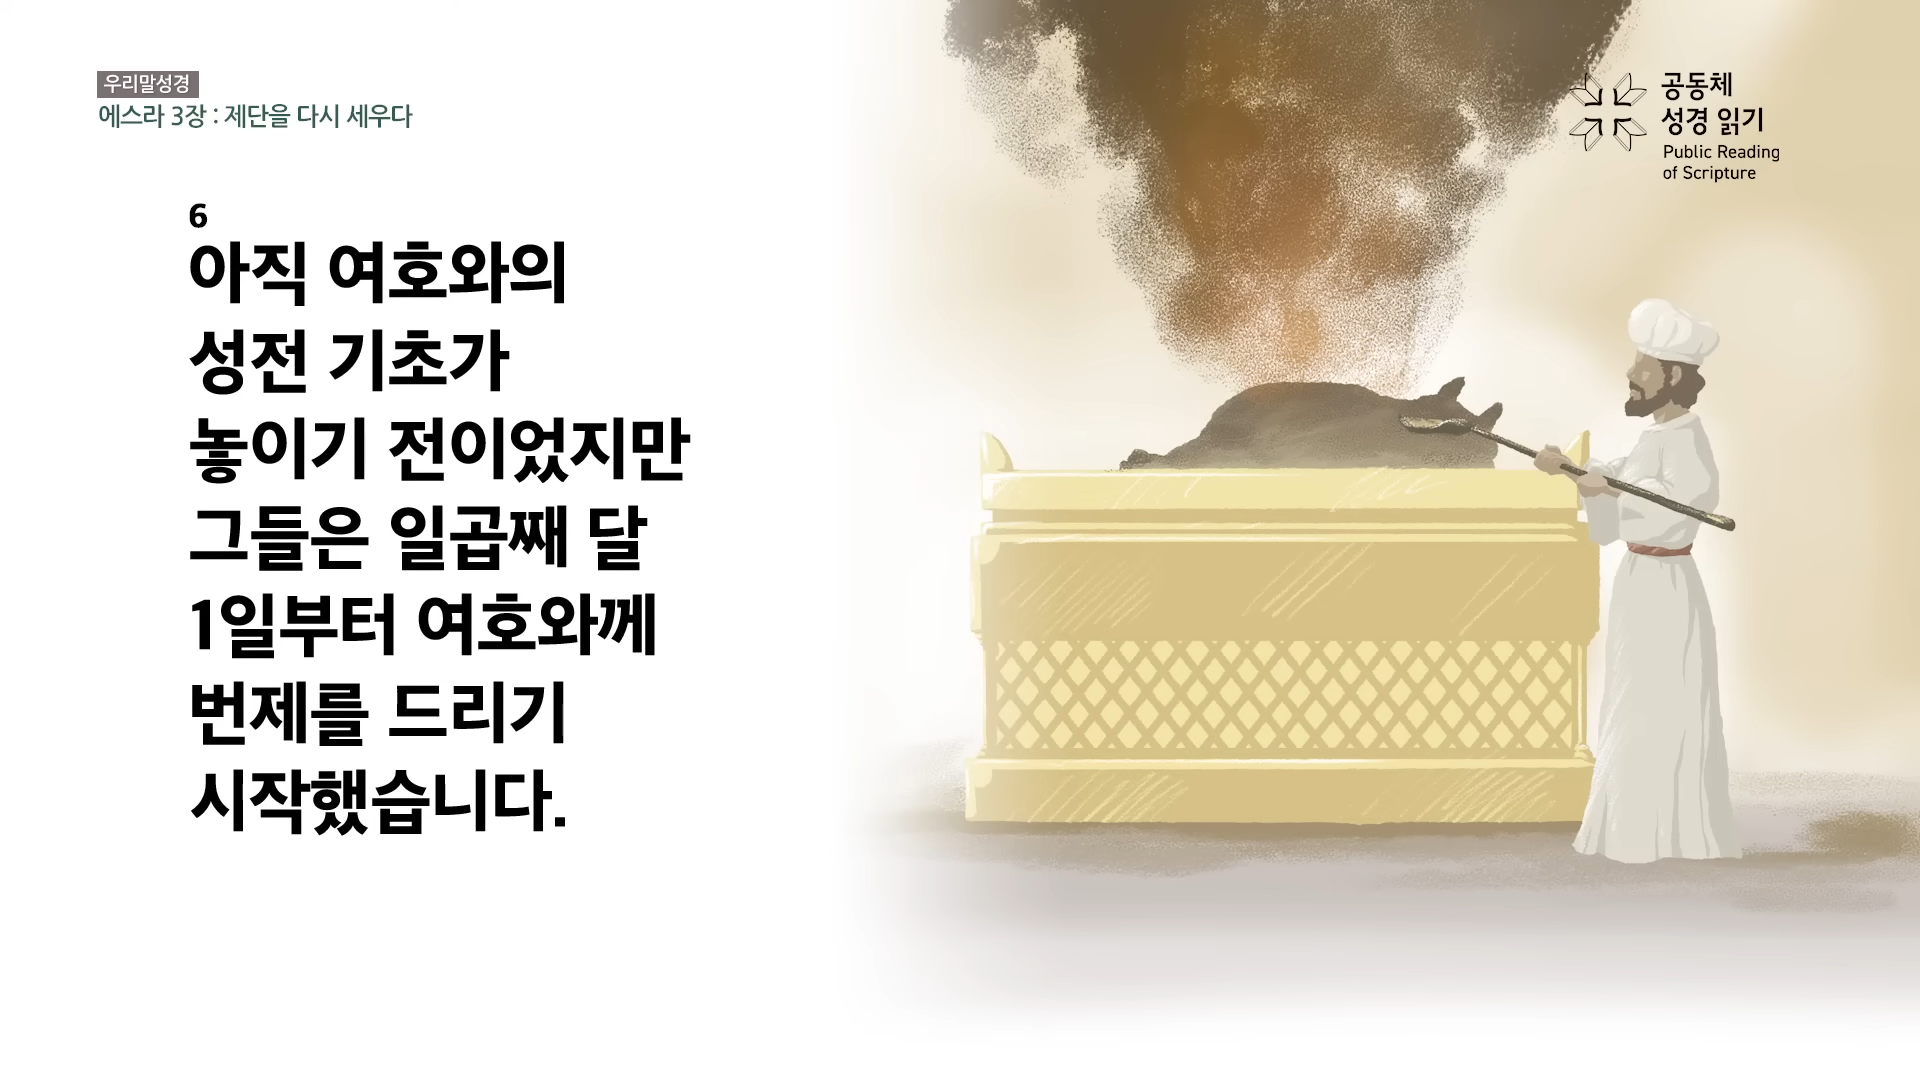 우리말성경
에스라 3장 : 제단을 다시 세우다
공동체
성경 읽기
Public Reading
of Scripture
6
아직 여호와의
성전 기초가
놓이기 전이었지만
그들은 일곱째 달
1일부터 여호와께
번제를 드리기
시작했습니다.